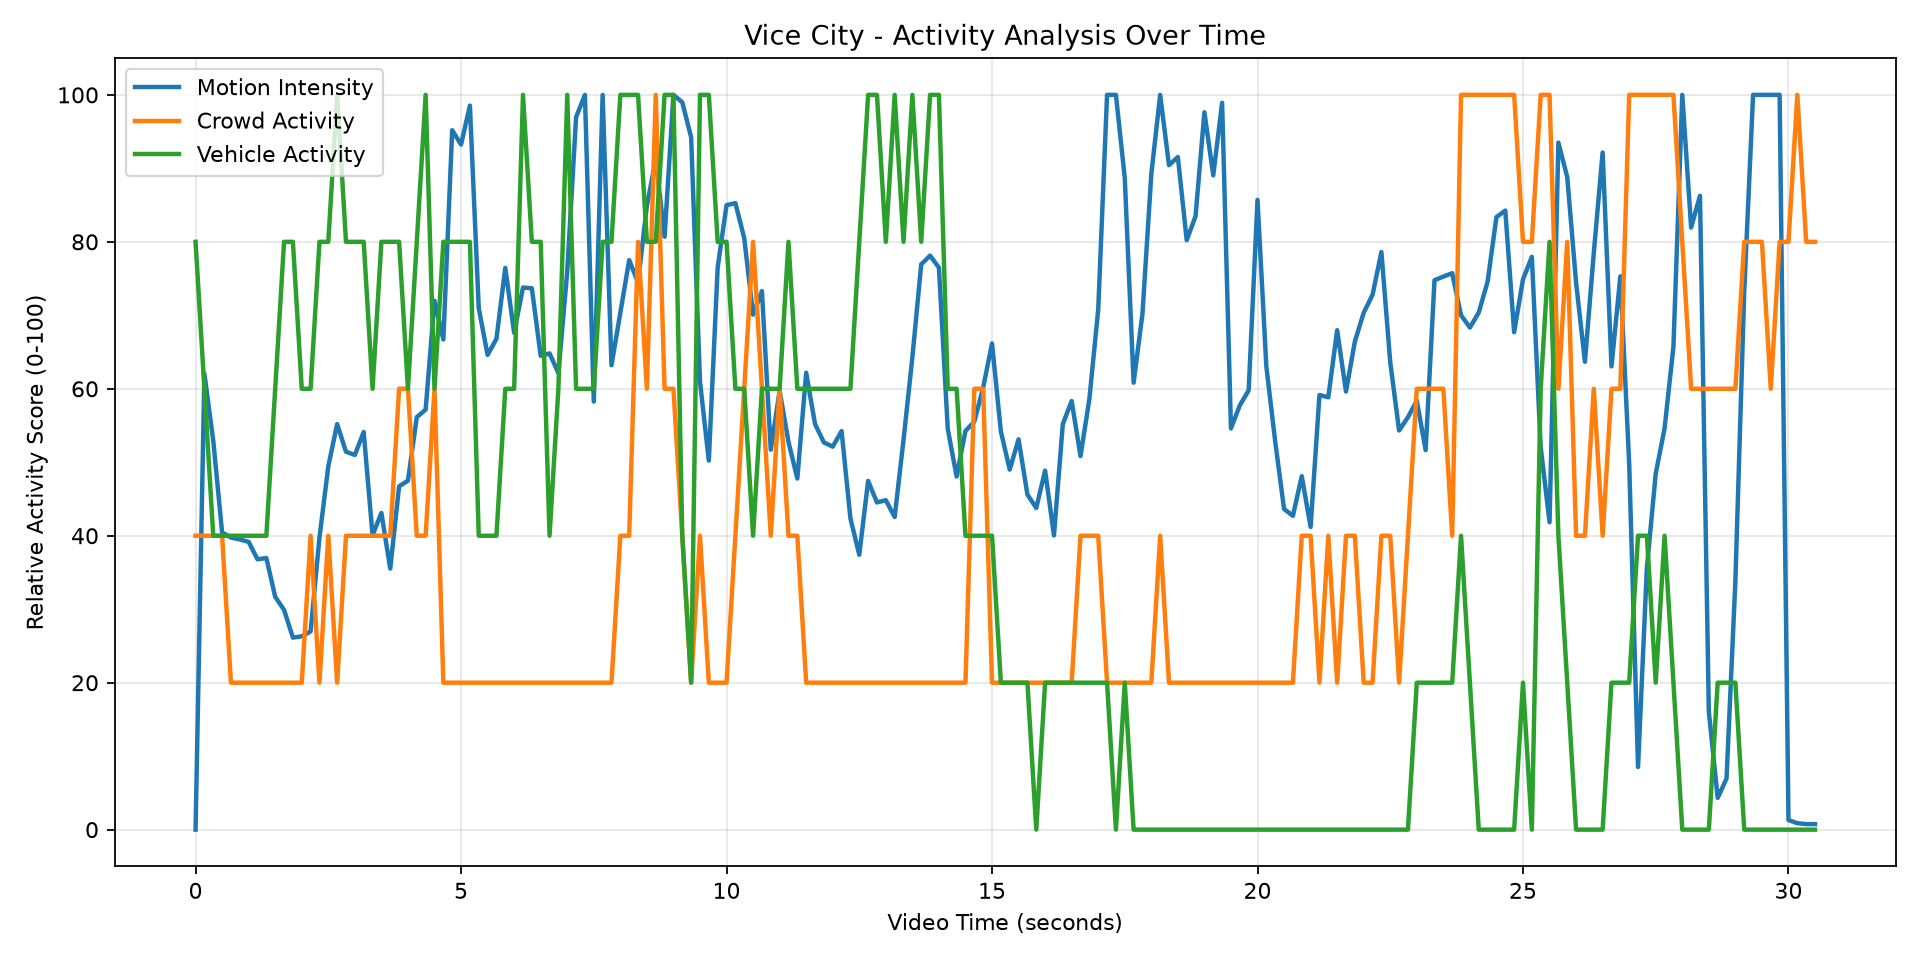 Vice City - Activity Analysis Over Time
Motion Intensity
Crowd Activity
Vehicle Activity
Relative Activity Score (0-100)
100
80
60
40
20
0
0 5 10 15 20 25 30
Video Time (seconds)